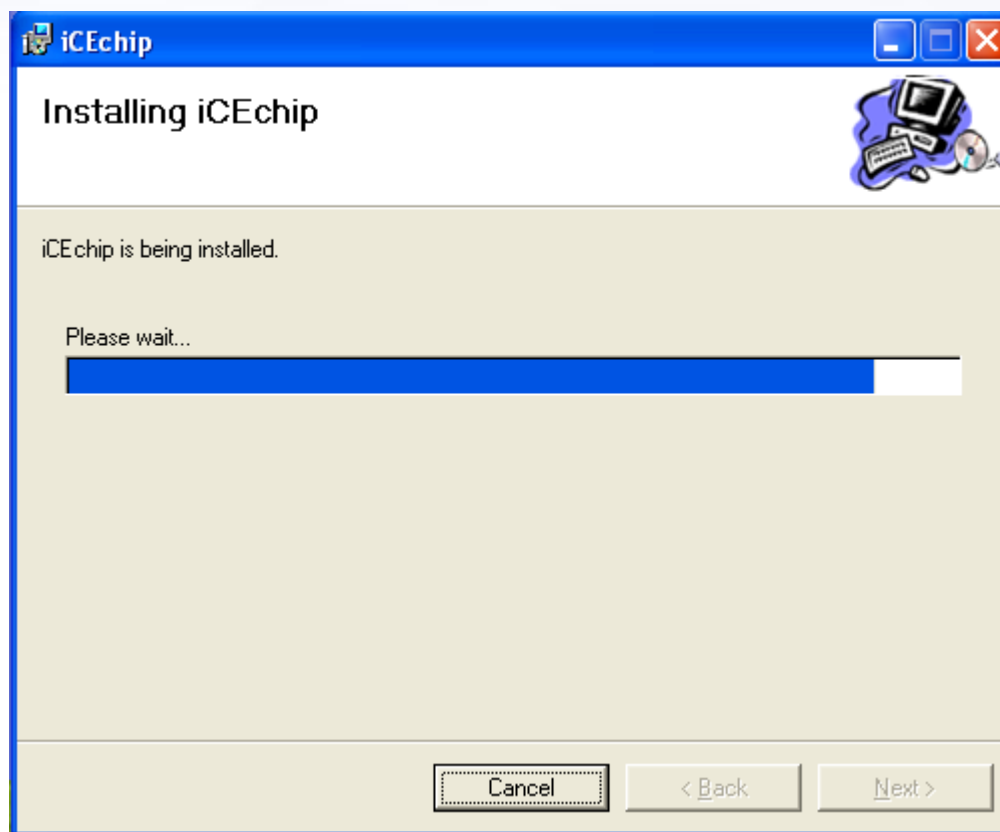 iCEchip
Installing iCEchip
iCEchip is being installed.
Please wait...
Cancel
< Back
Next >